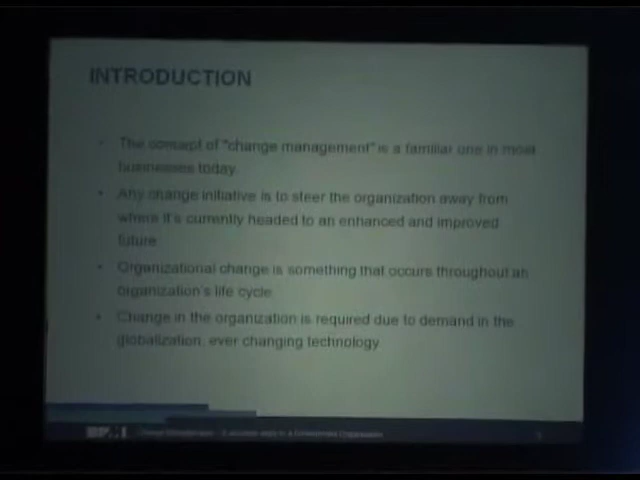 INTRODUCTION
• The concept of "change management" is a familiar one in most
businesses today.
• Any change initiative is to steer the organization away from
where it's currently headed to an enhanced and improved
future
• Organizational change is something that occurs throughout an
organization's life cycle
• Change in the organization is required due to demand in the
globalization, ever changing technology